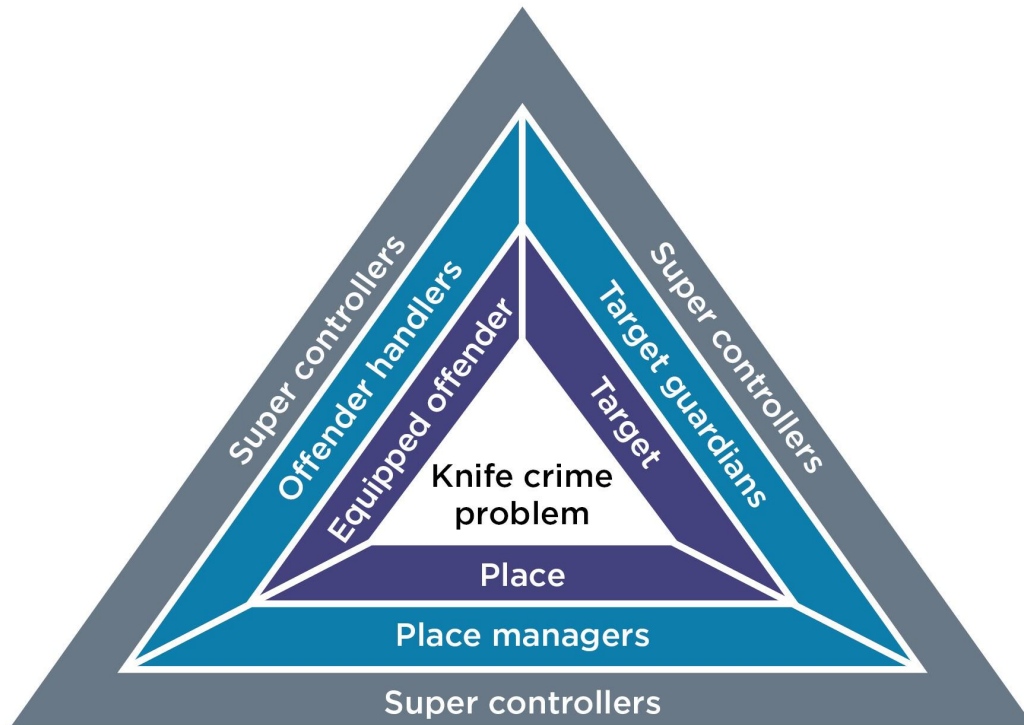 Super controllers
Offender handlers
Equipped offender
Super controllers
Target guardians
Target
Knife crime
problem
Place
Place managers
Super controllers